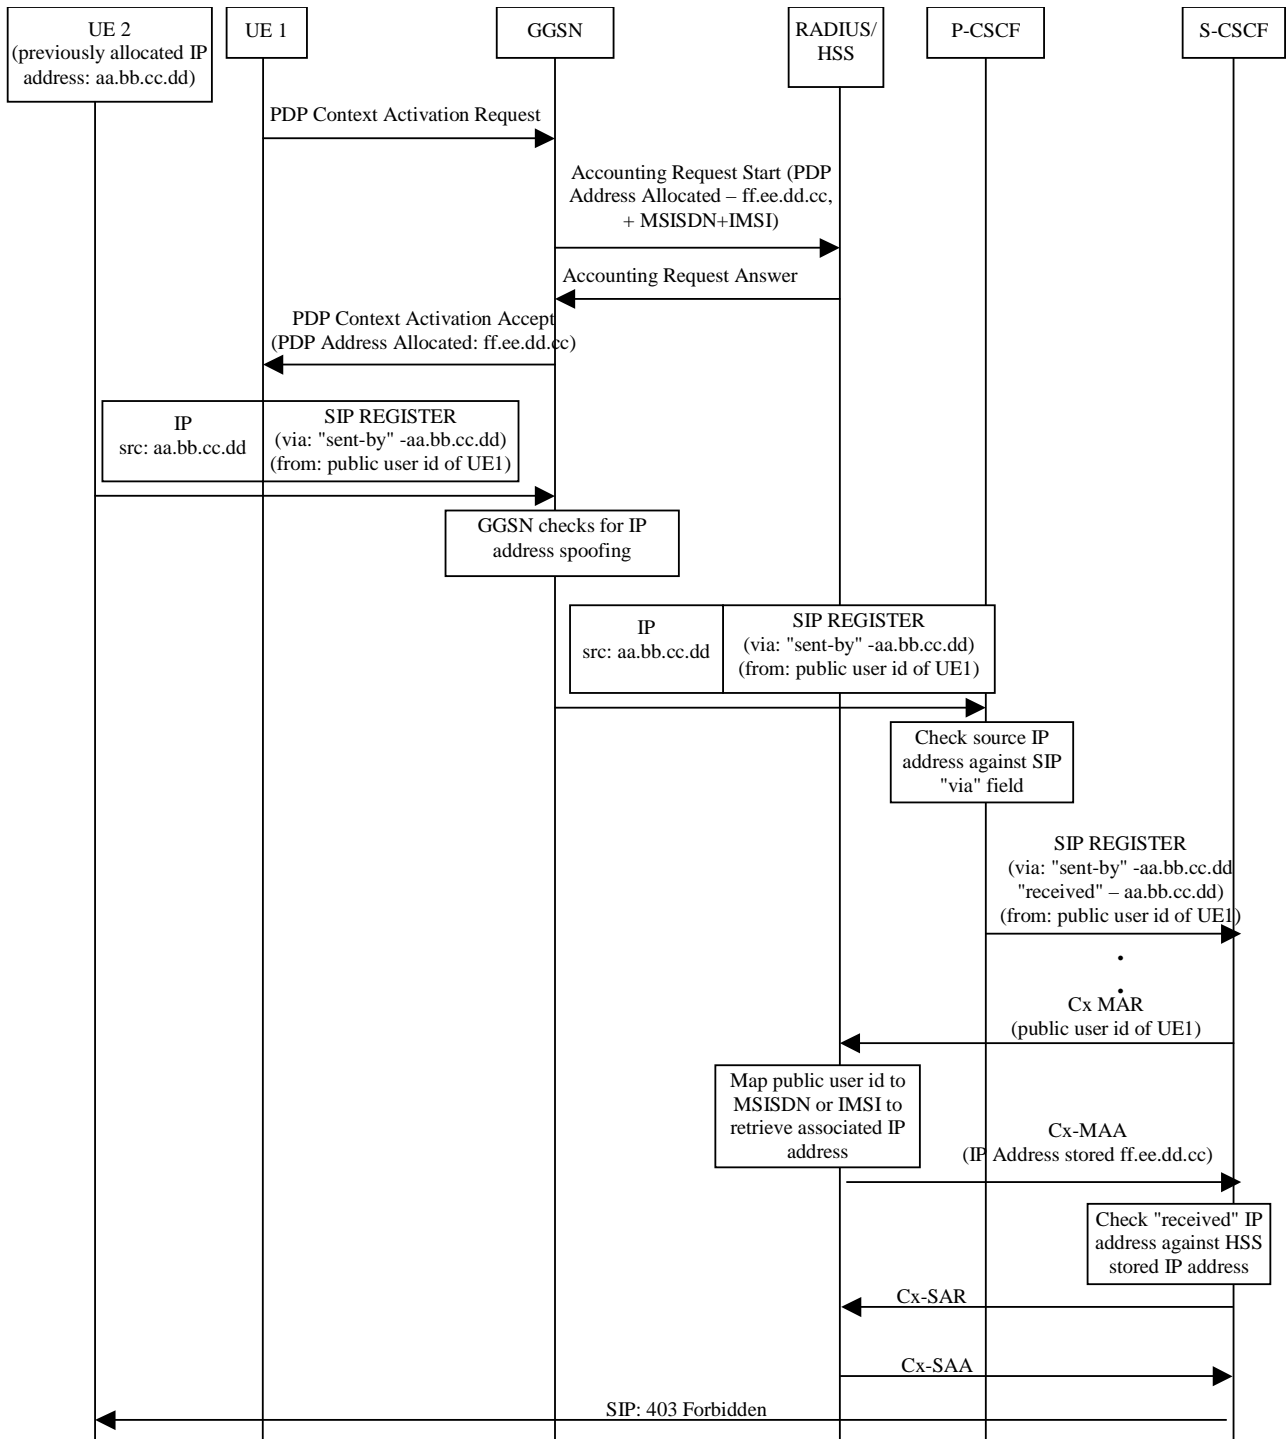 UE 2
(previously allocated IP
address: aa.bb.cc.dd)
UE 1
GGSN
RADIUS/
HSS
P-CSCF
S-CSCF
PDP Context Activation Request
Accounting Request Start (PDP
Address Allocated – ff.ee.dd.cc,
+ MSISDN+IMSI)
Accounting Request Answer
PDP Context Activation Accept
(PDP Address Allocated: ff.ee.dd.cc)
IP
src: aa.bb.cc.dd
SIP REGISTER
(via: "sent-by" -aa.bb.cc.dd)
(from: public user id of UE1)
GGSN checks for IP
address spoofing
IP
src: aa.bb.cc.dd
SIP REGISTER
(via: "sent-by" -aa.bb.cc.dd)
(from: public user id of UE1)
Check source IP
address against SIP
"via" field
SIP REGISTER
(via: "sent-by" -aa.bb.cc.dd
"received" – aa.bb.cc.dd)
(from: public user id of UE1)
.
.
Cx MAR
(public user id of UE1)
Map public user id to
MSISDN or IMSI to
retrieve associated IP
address
Cx-MAA
(IP Address stored ff.ee.dd.cc)
Check "received" IP
address against HSS
stored IP address
Cx-SAR
Cx-SAA
SIP: 403 Forbidden